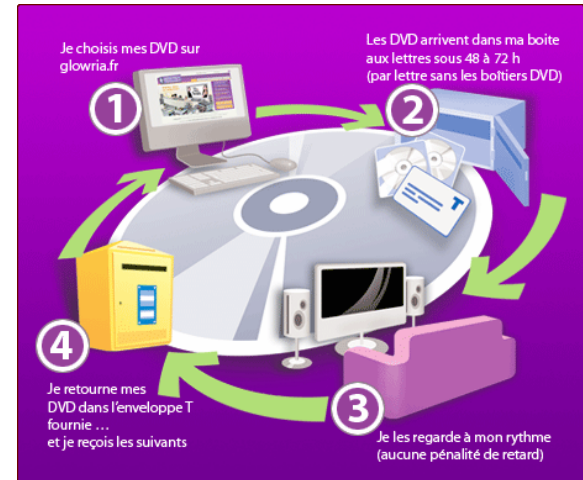 Je choisis mes DVD sur
glowria.fr
1
Les DVD arrivent dans ma boite
aux lettres sous 48 à 72 h
(par lettre sans les boîtiers DVD)
2
T
3
Je les regarde à mon rythme
(aucune pénalité de retard)
4
Je retourne mes
DVD dans l'enveloppe T
fournie ...
et je reçois les suivants